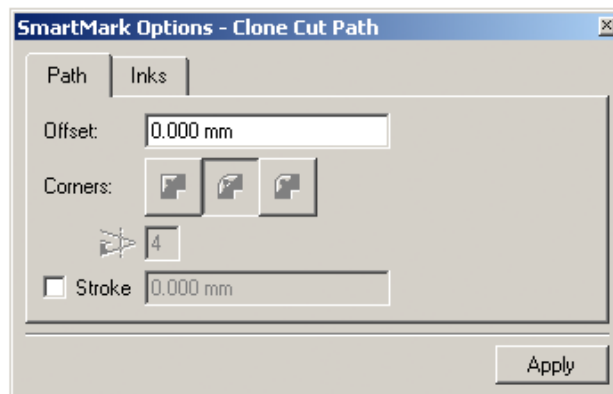 SmartMark Options - Clone Cut Path
Path Inks
Offset: 0.000 mm
Corners:
4
Stroke 0.000 mm
Apply